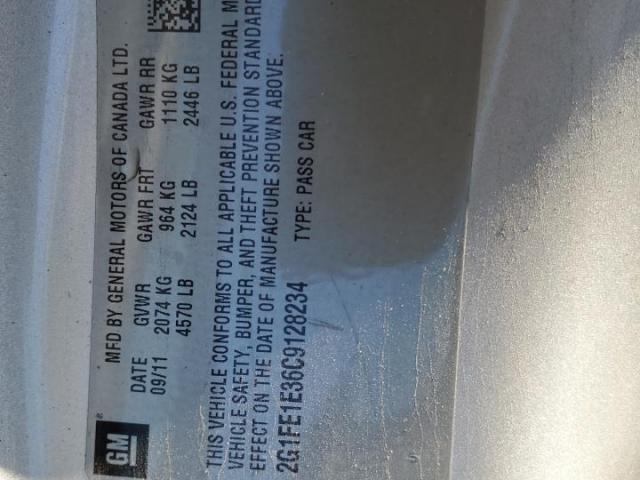 GM
MFD BY GENERAL MOTORS OF CANADA LTD.
DATE GVWR GAWR FRT GAWR RR
09/11 2074 KG 964 KG 1110 KG
4570 LB 2124 LB 2446 LB
THIS VEHICLE CONFORMS TO ALL APPLICABLE U.S. FEDERAL M
VEHICLE SAFETY, BUMPER, AND THEFT PREVENTION STANDARD
EFFECT ON THE DATE OF MANUFACTURE SHOWN ABOVE.
2G1FE1E36C9128234 TYPE: PASS CAR